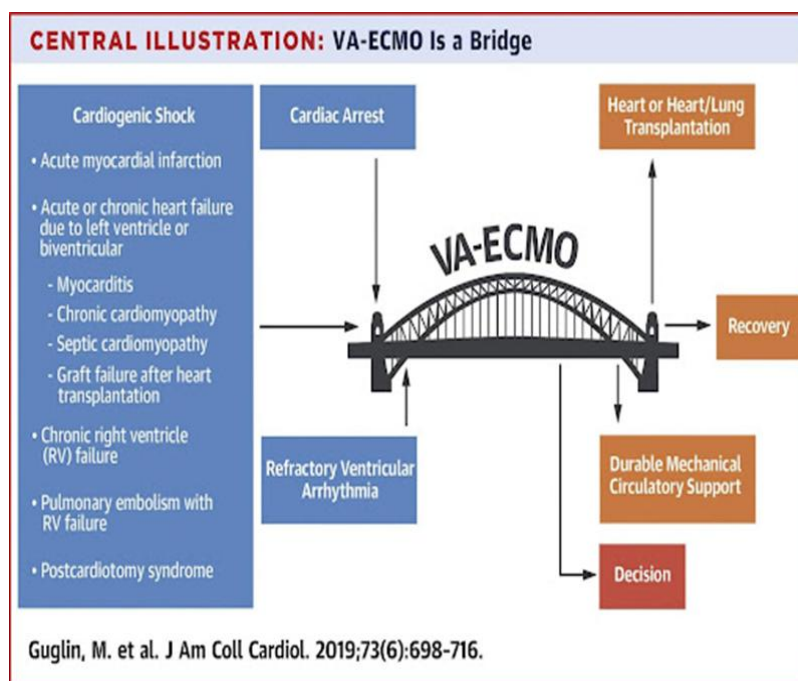 CENTRAL ILLUSTRATION: VA-ECMO Is a Bridge
Cardiogenic Shock
• Acute myocardial infarction
• Acute or chronic heart failure
due to left ventricle or
biventricular
- Myocarditis
- Chronic cardiomyopathy
- Septic cardiomyopathy
- Graft failure after heart
transplantation
• Chronic right ventricle
(RV) failure
• Pulmonary embolism with
RV failure
• Postcardiotomy syndrome
Cardiac Arrest
Refractory Ventricular
Arrhythmia
VA-ECMO
Heart or Heart/Lung
Transplantation
Recovery
Durable Mechanical
Circulatory Support
Decision
Guglin, M. et al. J Am Coll Cardiol. 2019;73(6):698-716.